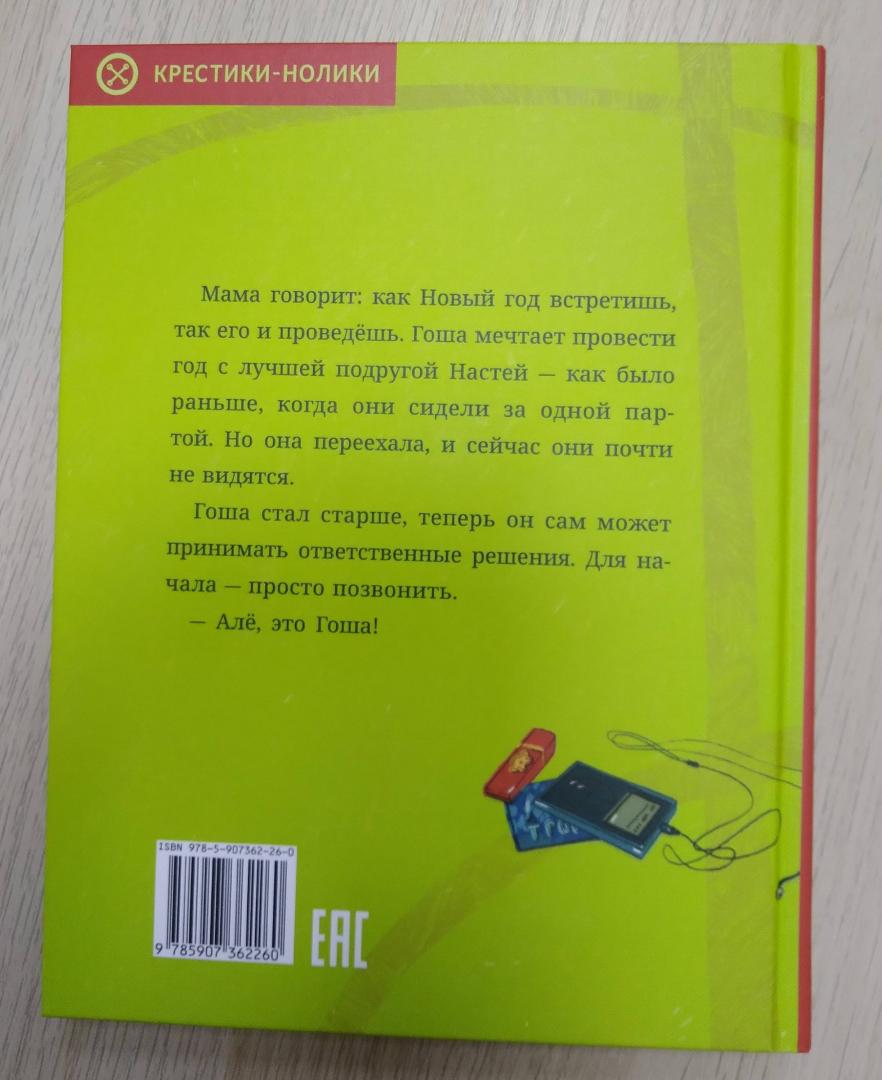 КРЕСТИКИ-НОЛИКИ
Мама говорит: как Новый год встретишь,
так его и проведёшь. Гоша мечтает провести
год с лучшей подругой Настей — как было
раньше, когда они сидели за одной пар-
той. Но она переехала, и сейчас они почти
не видятся.
Гоша стал старше, теперь он сам может
принимать ответственные решения. Для на-
чала — просто позвонить.
— Алё, это Гоша!
ISBN 978-5-907362-26-0
9 785907 362260
EAC